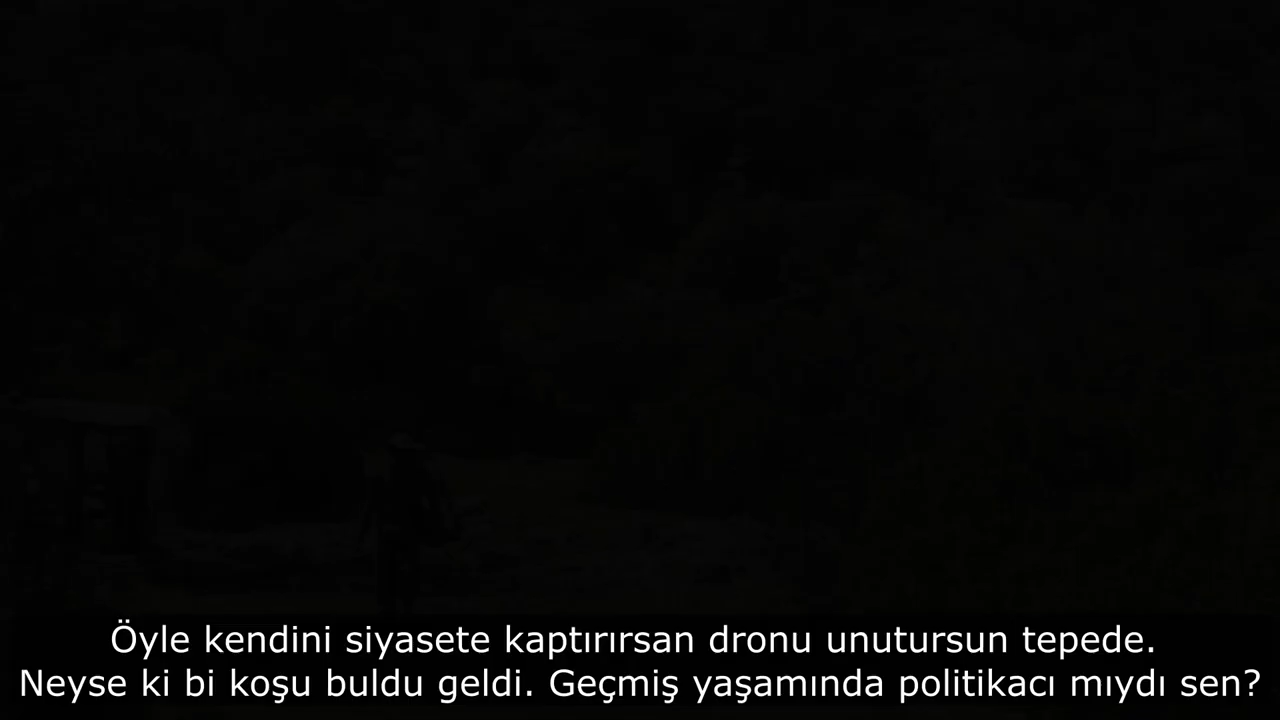 Öyle kendini siyasete kaptırırsan dronu unutursun tepede.
Neyse ki bi koşu buldu geldi. Geçmiş yaşamında politikacı mıydı sen?